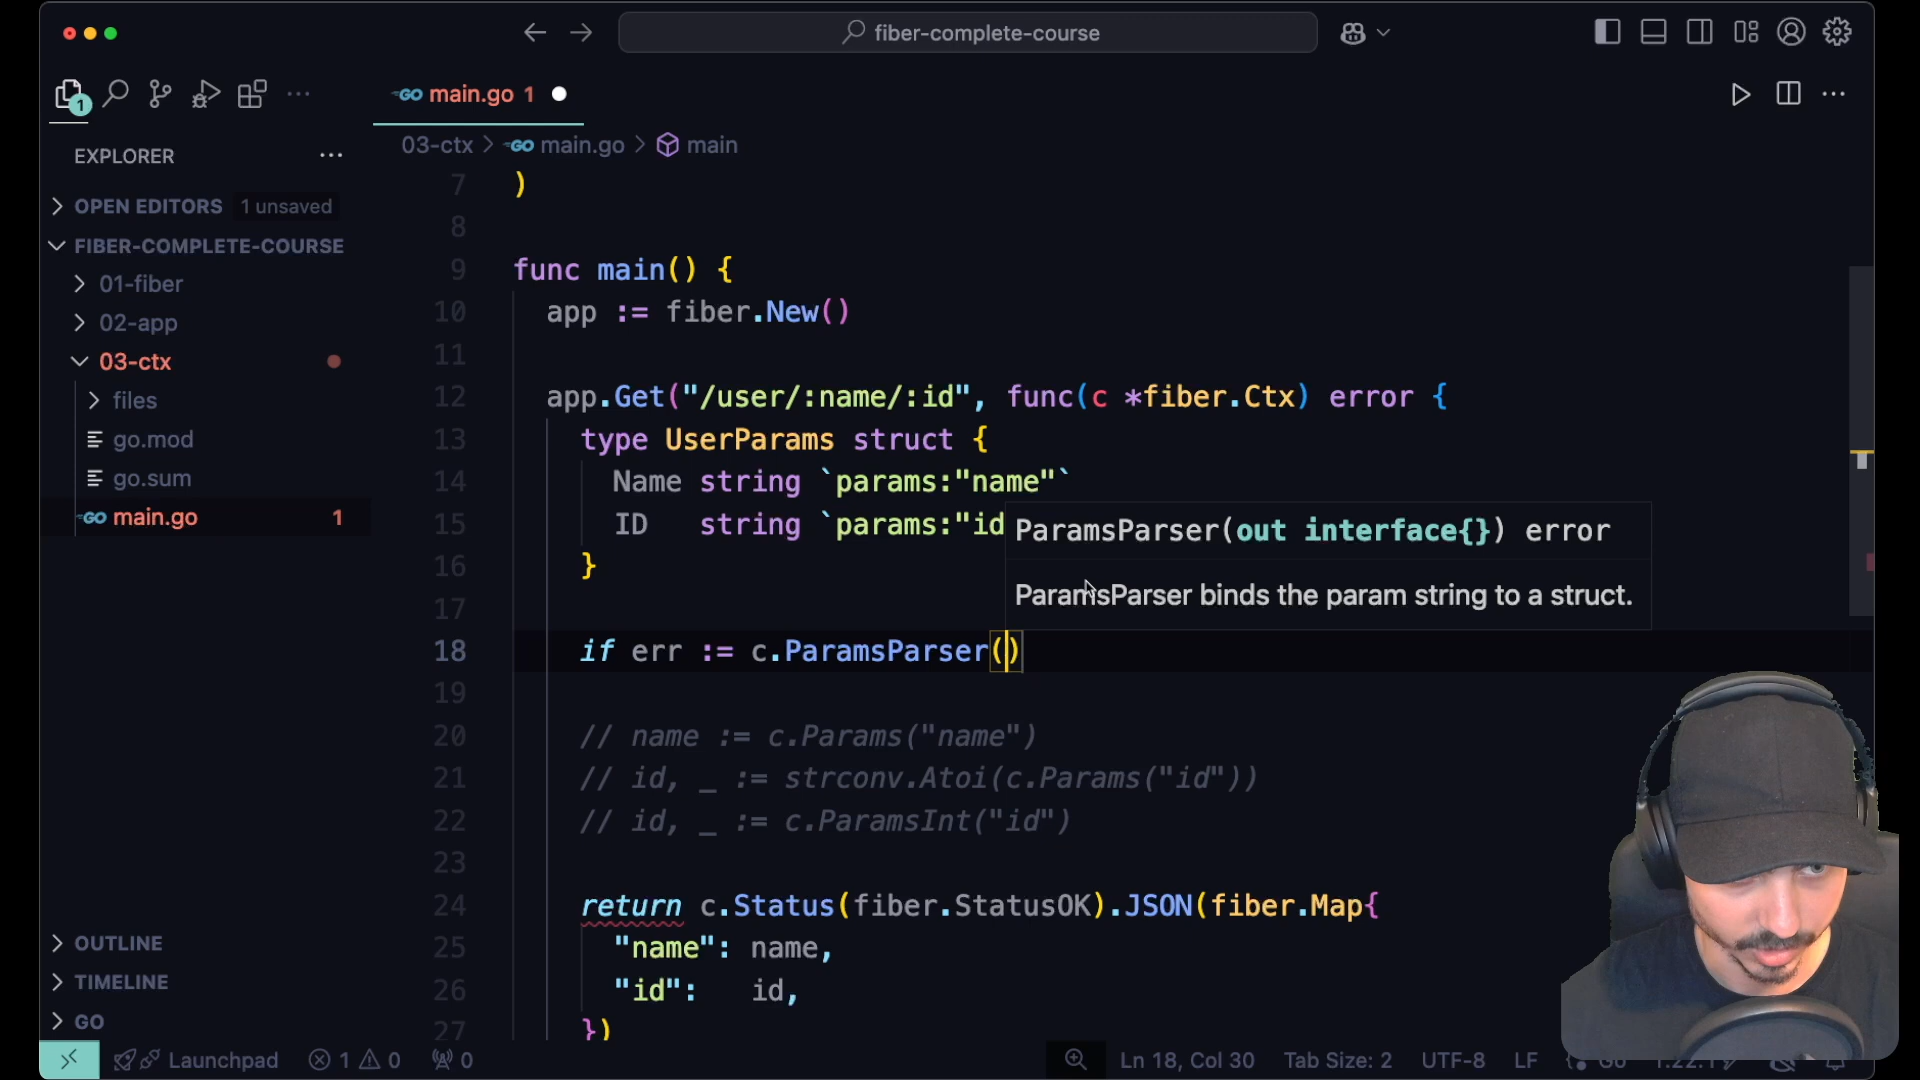 fiber-complete-course
1
main.go 1
03-ctx > main.go > main
EXPLORER
OPEN EDITORS 1 unsaved
FIBER-COMPLETE-COURSE
01-fiber
02-app
03-ctx
files
go.mod
go.sum
main.go 1
OUTLINE
TIMELINE
GO
7 )
8
9 func main() {
10 app := fiber.New()
11
12 app.Get("/user/:name/:id", func(c *fiber.Ctx) error {
13 type UserParams struct {
14 Name string `params:"name"`
15 ID string `params:"id
16 }
17
18 if err := c.ParamsParser()
19
20 // name := c.Params("name")
21 // id, _ := strconv.Atoi(c.Params("id"))
22 // id, _ := c.ParamsInt("id")
23
24 return c.Status(fiber.StatusOK).JSON(fiber.Map{
25 "name": name,
26 "id": id,
27 })
ParamsParser(out interface{}) error
ParamsParser binds the param string to a struct.
Launchpad 1 0 0 Ln 18, Col 30 Tab Size: 2 UTF-8 LF Go